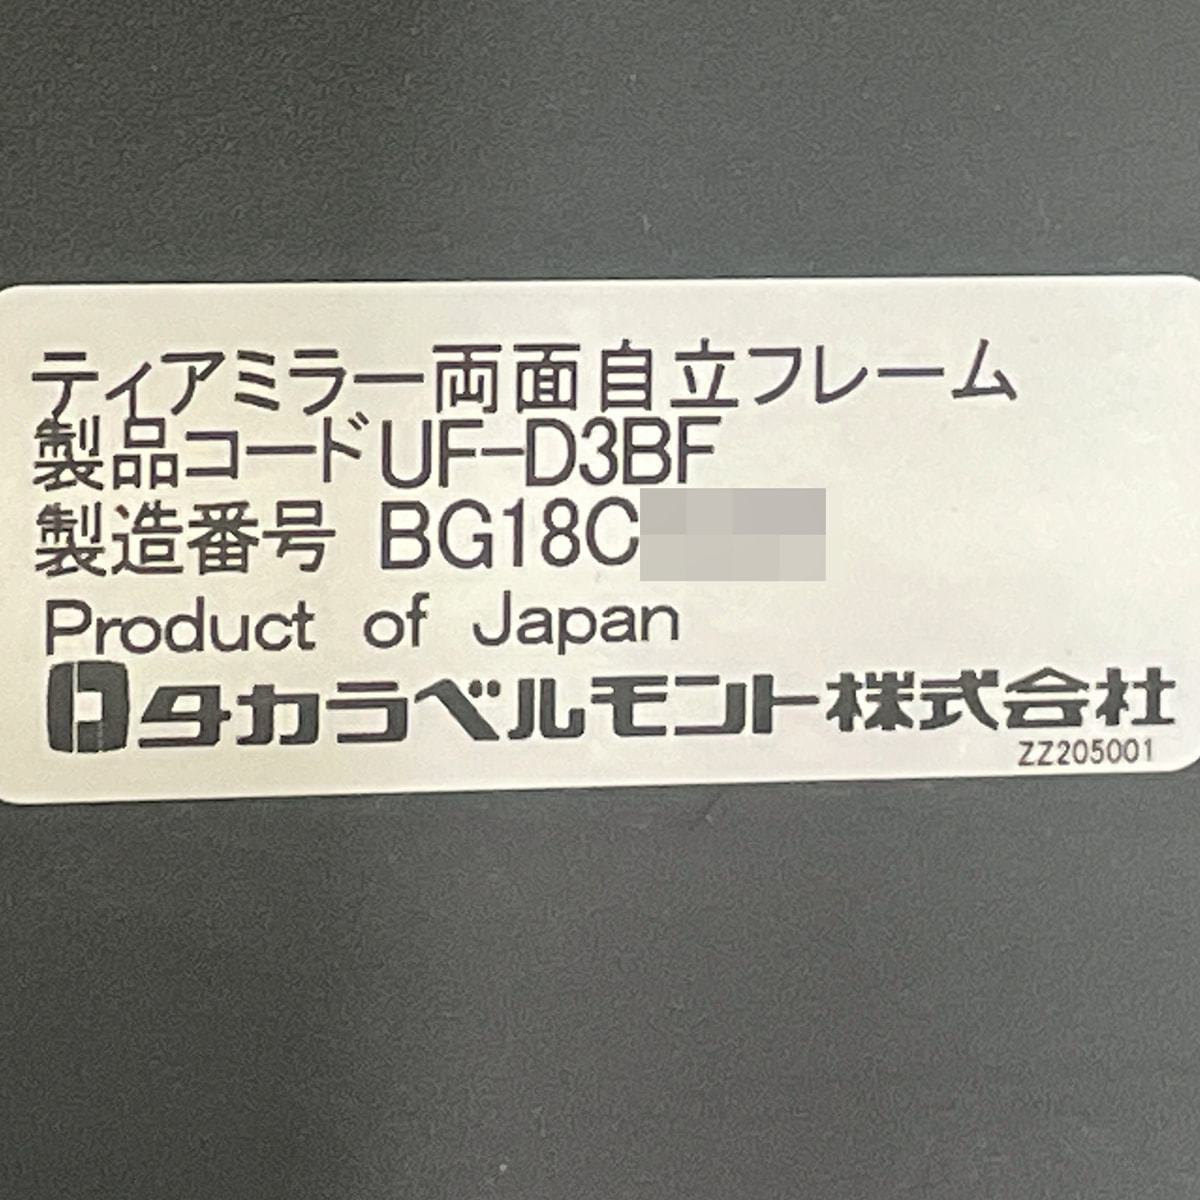 ティアミラー両面自立フレーム
製品コードUF-D3BF
製造番号 BG18C
Product of Japan
タカラベルモント株式会社
ZZ205001